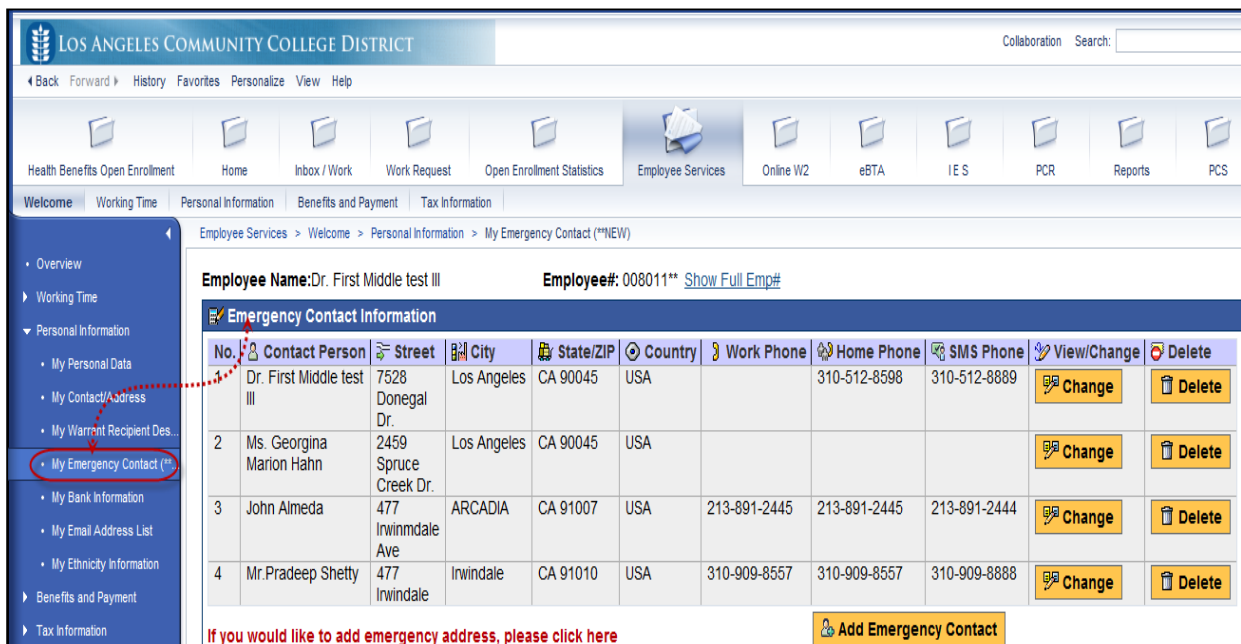 LOS ANGELES COMMUNITY COLLEGE DISTRICT
Collaboration Search:
Back Forward History Favorites Personalize View Help
Health Benefits Open Enrollment Home Inbox / Work Work Request Open Enrollment Statistics Employee Services Online W2 eBTA I E S PCR Reports PCS
Welcome Working Time Personal Information Benefits and Payment Tax Information
Employee Services > Welcome > Personal Information > My Emergency Contact (**NEW)
Overview
Working Time
Personal Information
My Personal Data
My Contact/Address
My Warrant Recipient Des...
My Emergency Contact (**...
My Bank Information
My Email Address List
My Ethnicity Information
Benefits and Payment
Tax Information
Employee Name:Dr. First Middle test III Employee#: 008011** Show Full Emp#
Emergency Contact Information
No. Contact Person Street City State/ZIP Country Work Phone Home Phone SMS Phone View/Change Delete
1 Dr. First Middle test 7528 Los Angeles CA 90045 USA 310-512-8598 310-512-8889 Change Delete
III Donegal
Dr.
2 Ms. Georgina 2459 Los Angeles CA 90045 USA Change Delete
Marion Hahn Spruce
Creek Dr.
3 John Almeda 477 ARCADIA CA 91007 USA 213-891-2445 213-891-2445 213-891-2444 Change Delete
Irwinmdale
Ave
4 Mr.Pradeep Shetty 477 Irwindale CA 91010 USA 310-909-8557 310-909-8557 310-909-8888 Change Delete
Irwindale
If you would like to add emergency address, please click here Add Emergency Contact